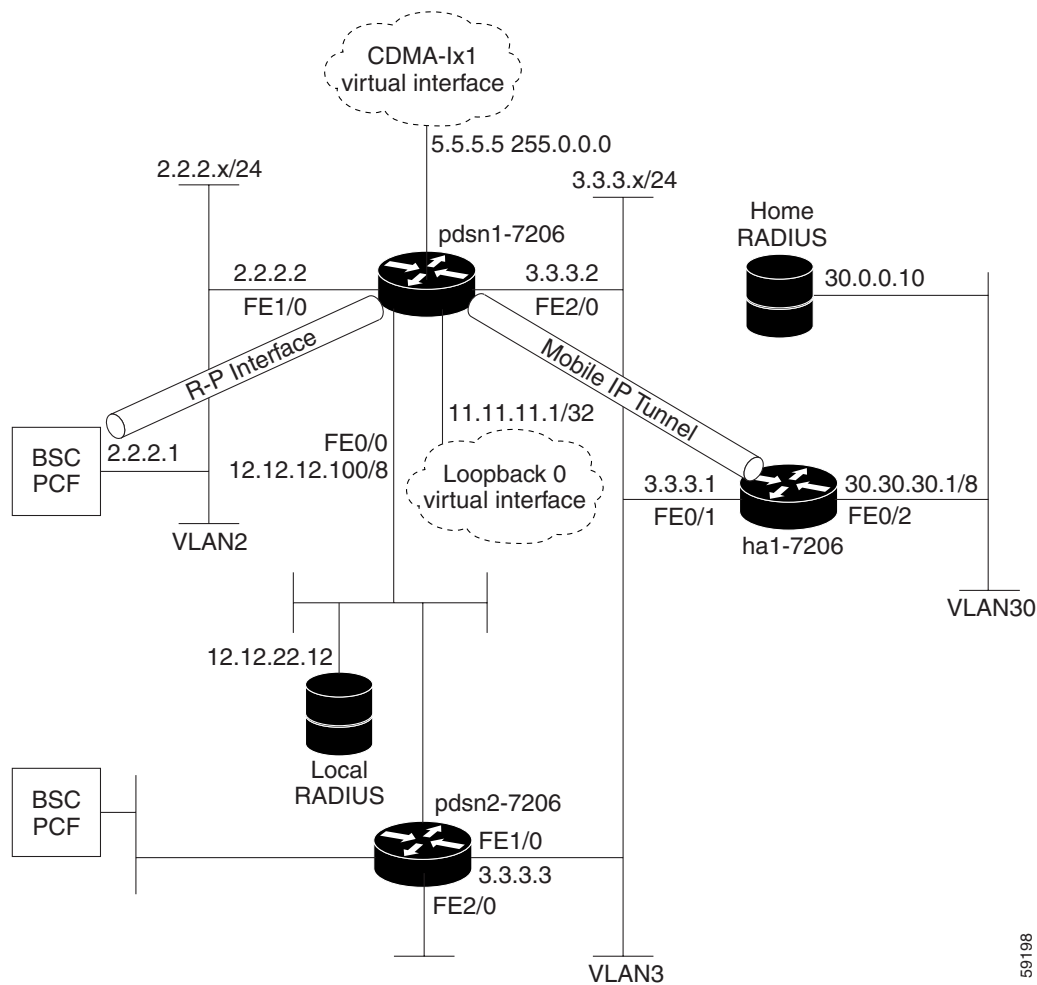 CDMA-Ix1
virtual interface
5.5.5.5 255.0.0.0
2.2.2.x/24
3.3.3.x/24
pdsn1-7206
Home
RADIUS
2.2.2.2
3.3.3.2
30.0.0.10
FE1/0
FE2/0
R-P Interface
Mobile IP Tunnel
11.11.11.1/32
BSC
PCF
2.2.2.1
FE0/0
12.12.12.100/8
Loopback 0
virtual interface
3.3.3.1
30.30.30.1/8
FE0/1
FE0/2
VLAN2
ha1-7206
VLAN30
12.12.22.12
Local
RADIUS
BSC
PCF
pdsn2-7206
FE1/0
3.3.3.3
FE2/0
VLAN3
59198